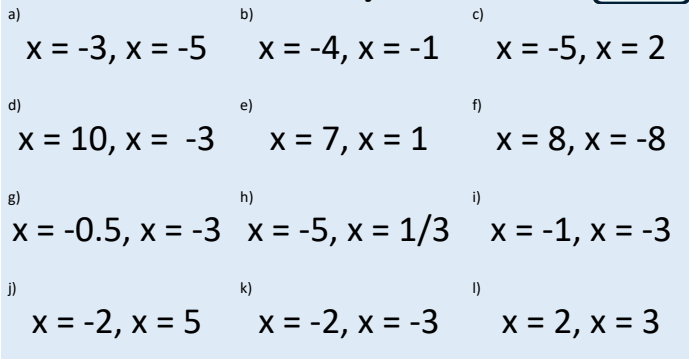 a) b) c)
x = -3, x = -5 x = -4, x = -1 x = -5, x = 2
d) e) f)
x = 10, x = -3 x = 7, x = 1 x = 8, x = -8
g) h) i)
x = -0.5, x = -3 x = -5, x = 1/3 x = -1, x = -3
j) k) l)
x = -2, x = 5 x = -2, x = -3 x = 2, x = 3